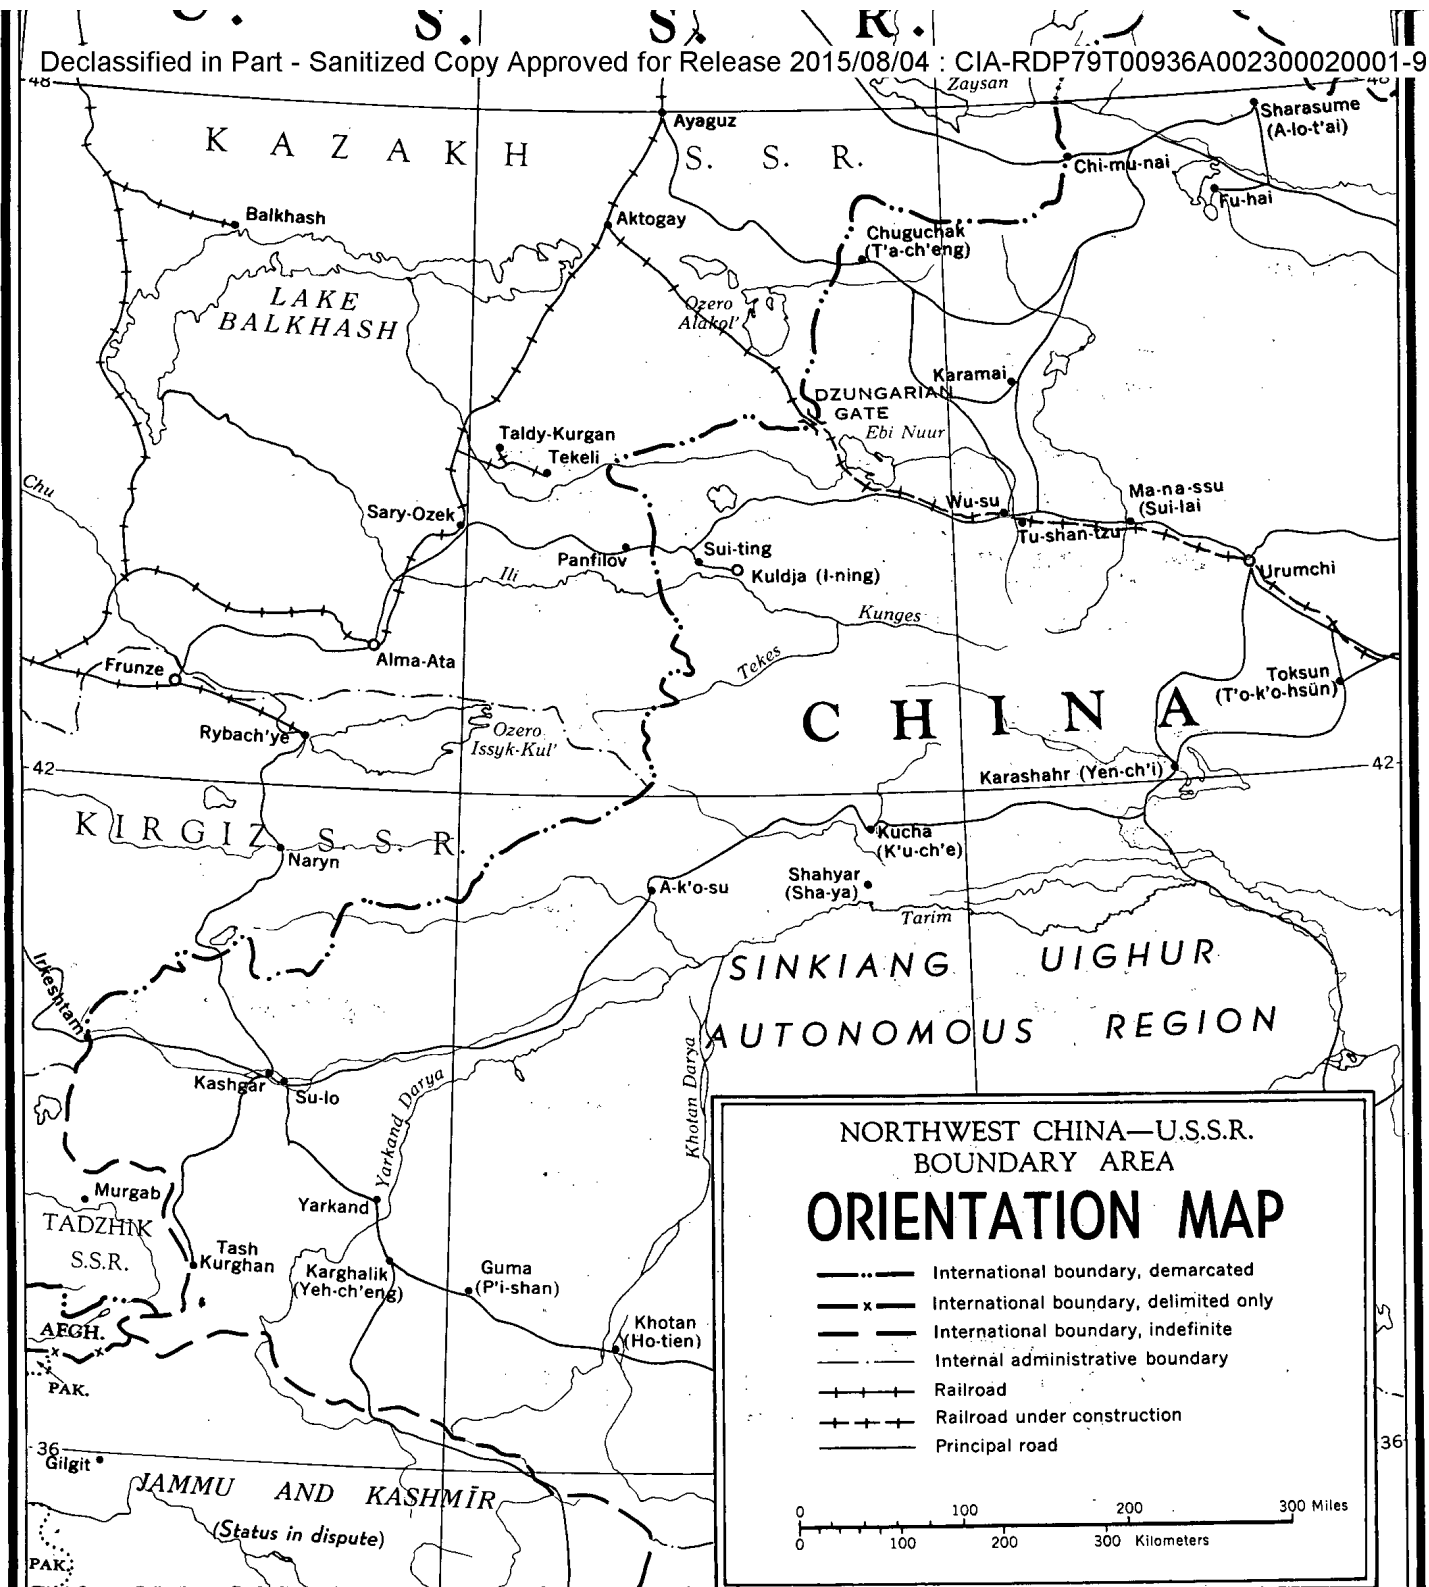 U. S. S. R.
Declassified in Part - Sanitized Copy Approved for Release 2015/08/04 : CIA-RDP79T00936A002300020001-9
48
48
Zaysan
Sharasume
(A-lo-t'ai)
Ayaguz
KAZAKH S. S. R.
Chi-mu-nai
Fu-hai
Balkhash
Aktogay
Chuguchak
(T'a-ch'eng)
LAKE
BALKHASH
Ozero
Alakol'
Karamai
DZUNGARIAN
GATE
Ebi Nuur
Taldy-Kurgan
Tekeli
Chu
Sary-Ozek
Wu-su
Ma-na-ssu
(Sui-lai
Tu-shan-tzu
Panfilov
Sui-ting
Kuldja (I-ning)
Urumchi
Ili
Kunges
Alma-Ata
Frunze
Tekes
Toksun
(T'o-k'o-hsün)
CHINA
Rybach'ye
Ozero
Issyk-Kul'
42
42
Karashahr (Yen-ch'i)
KIRGIZ S. S. R.
Naryn
Kucha
(K'u-ch'e)
A-k'o-su
Shahyar
(Sha-ya)
Tarim
SINKIANG UIGHUR
AUTONOMOUS REGION
Irkeshtam
Kashgar
Su-lo
Yarkand Darya
Khotan Darya
Murgab
TADZHIK
S.S.R.
Yarkand
Tash
Kurghan
Karghalik
(Yeh-ch'eng)
Guma
(P'i-shan)
Khotan
(Ho-tien)
AFGH.
PAK.
36
36
Gilgit
JAMMU AND KASHMĪR
(Status in dispute)
PAK.
NORTHWEST CHINA—U.S.S.R.
BOUNDARY AREA
ORIENTATION MAP
International boundary, demarcated
International boundary, delimited only
International boundary, indefinite
Internal administrative boundary
Railroad
Railroad under construction
Principal road
0 100 200 300 Miles
0 100 200 300 Kilometers